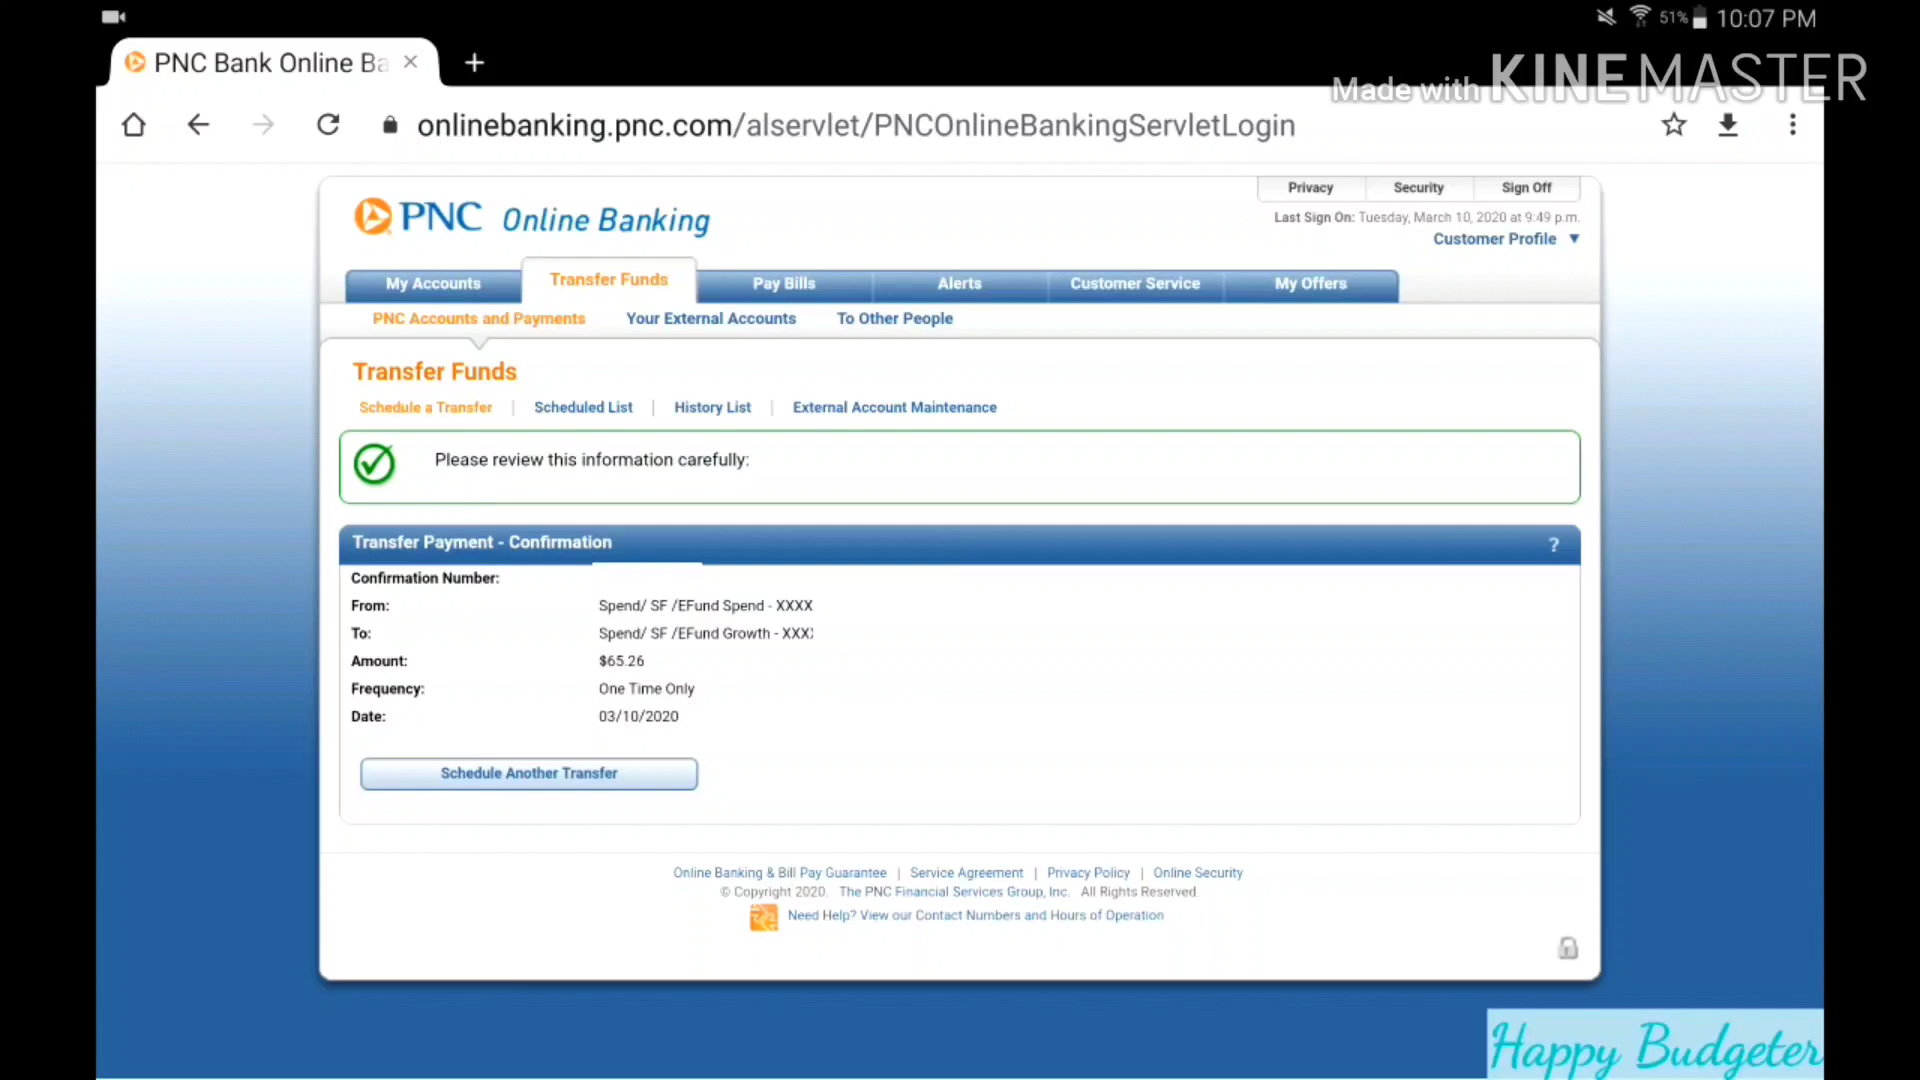 51% 10:07 PM
PNC Bank Online Ba
Made with KINEMASTER
onlinebanking.pnc.com/alservlet/PNCOnlineBankingServletLogin
Privacy Security Sign Off
PNC Online Banking
Last Sign On: Tuesday, March 10, 2020 at 9:49 p.m.
Customer Profile
My Accounts Transfer Funds Pay Bills Alerts Customer Service My Offers
PNC Accounts and Payments Your External Accounts To Other People
Transfer Funds
Schedule a Transfer | Scheduled List | History List | External Account Maintenance
Please review this information carefully:
Transfer Payment - Confirmation ?
Confirmation Number:
From: Spend/ SF /EFund Spend - XXXX
To: Spend/ SF /EFund Growth - XXX
Amount: $65.26
Frequency: One Time Only
Date: 03/10/2020
Schedule Another Transfer
Online Banking & Bill Pay Guarantee | Service Agreement | Privacy Policy | Online Security
© Copyright 2020. The PNC Financial Services Group, Inc. All Rights Reserved.
Need Help? View our Contact Numbers and Hours of Operation
Happy Budgeter